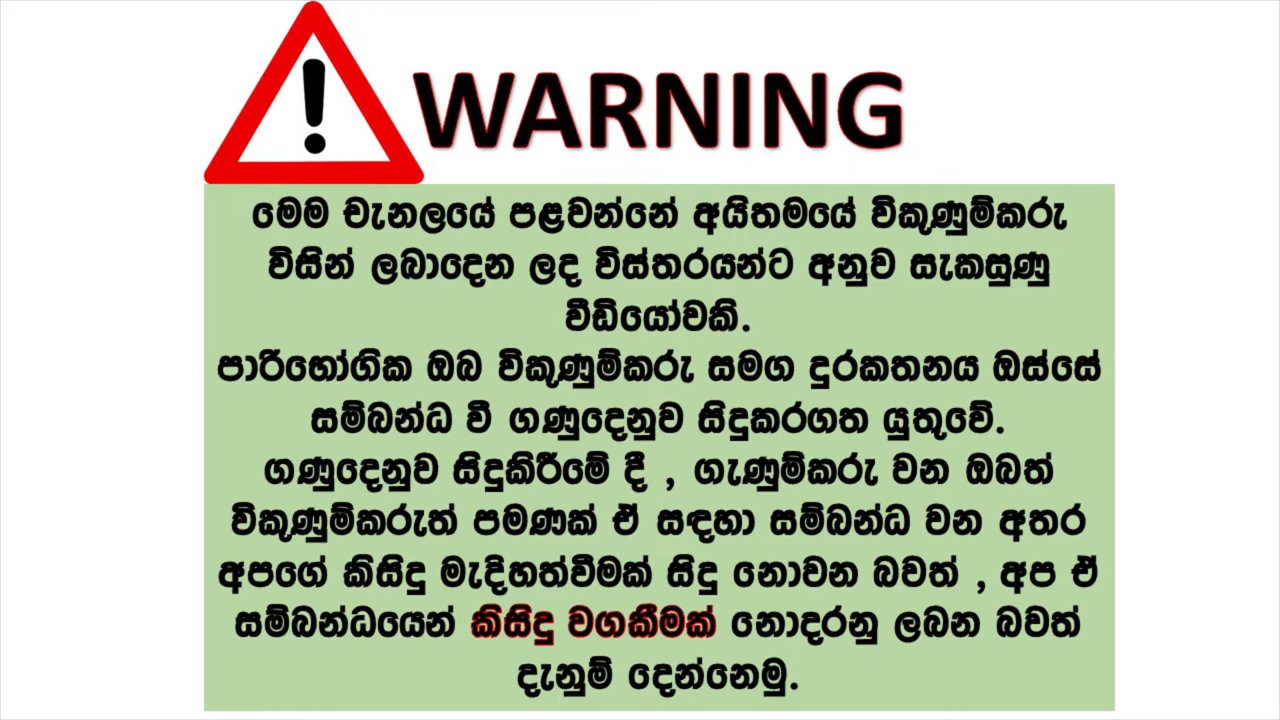 WARNING
මෙම චැනලයේ පළවන්නේ අයිතමයේ විකුණුම්කරු
විසින් ලබාදෙන ලද විස්තරයන්ට අනුව සැකසුණු
වීඩියෝවකි.
පාරිභෝගික ඔබ විකුණුම්කරු සමග දුරකතනය ඔස්සේ
සම්බන්ධ වී ගණුදෙනුව සිදුකරගත යුතුවේ.
ගණුදෙනුව සිදුකිරීමේ දී , ගැණුම්කරු වන ඔබත්
විකුණුම්කරුත් පමණක් ඒ සඳහා සම්බන්ධ වන අතර
අපගේ කිසිදු මැදිහත්වීමක් සිදු නොවන බවත් , අප ඒ
සම්බන්ධයෙන් කිසිදු වගකීමක් නොදරනු ලබන බවත්
දැනුම් දෙන්නෙමු.